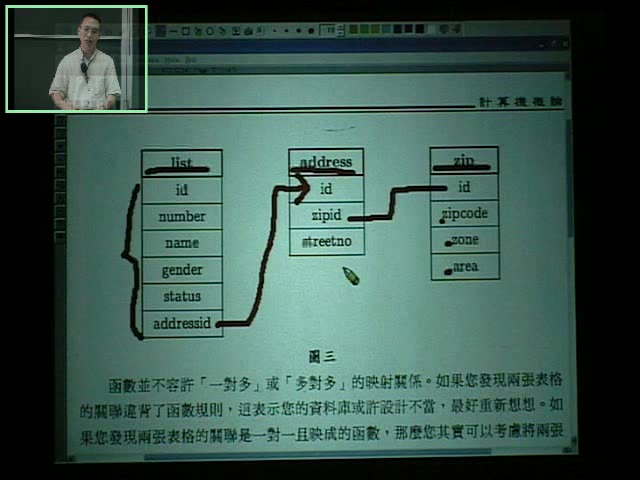 計算機概論
list
id
number
name
gender
status
addressid
address
id
zipid
streetno
zip
id
zipcode
zone
area
圖三
函數並不容許「一對多」或「多對多」的映射關係。如果您發現兩張表格
的關聯違背了函數規則，這表示您的資料庫或許設計不當，最好重新想想。如
果您發現兩張表格的關聯是一對一且映成的函數，那麼您其實可以考慮將兩張